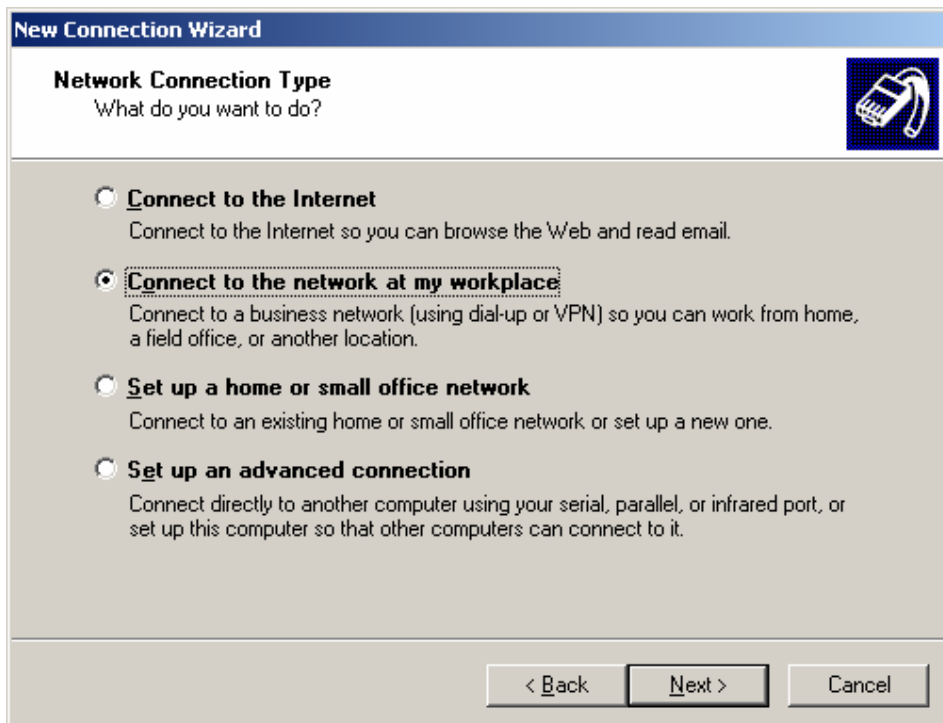 New Connection Wizard
Network Connection Type
What do you want to do?
Connect to the Internet
Connect to the Internet so you can browse the Web and read email.
Connect to the network at my workplace
Connect to a business network (using dial-up or VPN) so you can work from home,
a field office, or another location.
Set up a home or small office network
Connect to an existing home or small office network or set up a new one.
Set up an advanced connection
Connect directly to another computer using your serial, parallel, or infrared port, or
set up this computer so that other computers can connect to it.
< Back
Next >
Cancel